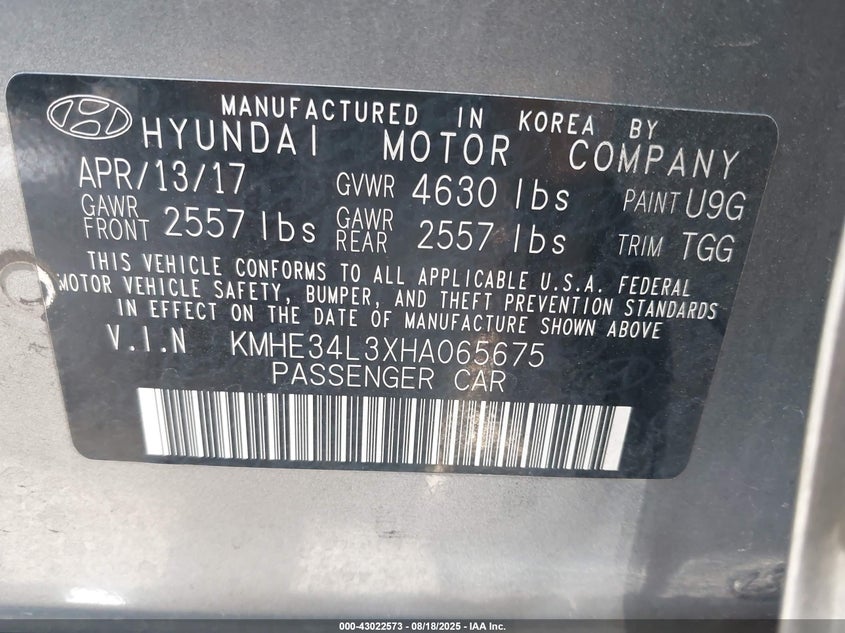 MANUFACTURED IN KOREA BY
HYUNDAI MOTOR COMPANY
APR/13/17 GVWR 4630 lbs PAINT U9G
GAWR FRONT 2557 lbs GAWR REAR 2557 lbs TRIM TGG
THIS VEHICLE CONFORMS TO ALL APPLICABLE U.S.A. FEDERAL
MOTOR VEHICLE SAFETY, BUMPER, AND THEFT PREVENTION STANDARDS
IN EFFECT ON THE DATE OF MANUFACTURE SHOWN ABOVE
V.I.N KMHE34L3XHA065675
PASSENGER CAR
000-43022573 - 08/18/2025 - IAA Inc.